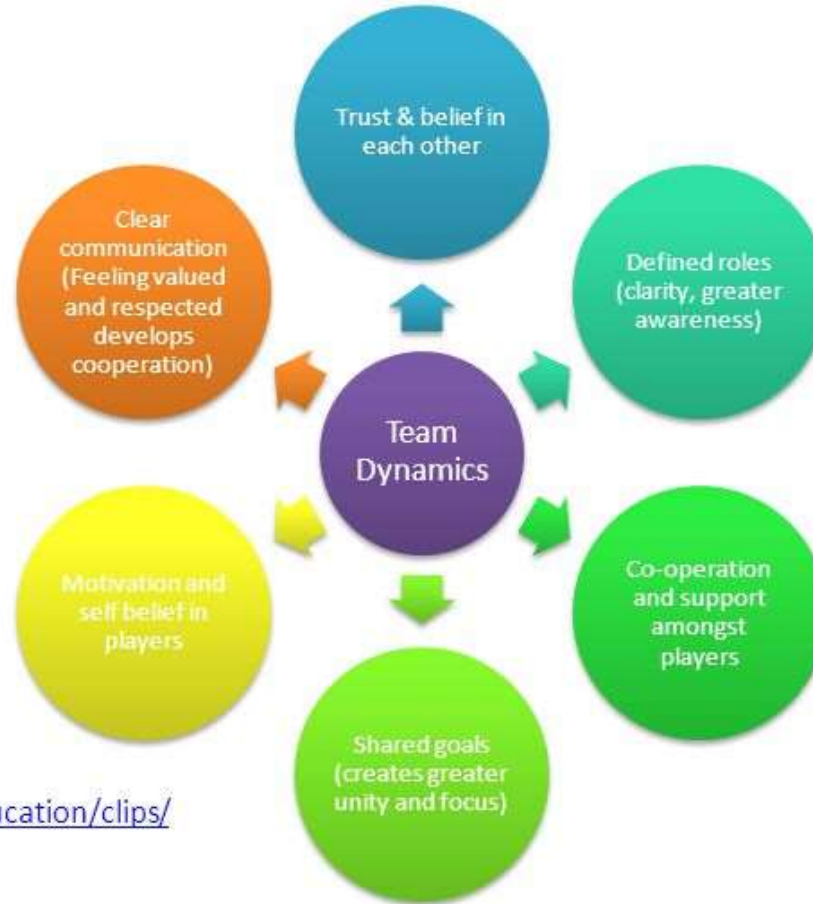 Trust & belief in
each other
Clear
communication
(Feeling valued
and respected
develops
cooperation)
Defined roles
(clarity, greater
awareness)
Team
Dynamics
Motivation and
self belief in
players
Co-operation
and support
amongst
players
Shared goals
(creates greater
unity and focus)
ucation/clips/